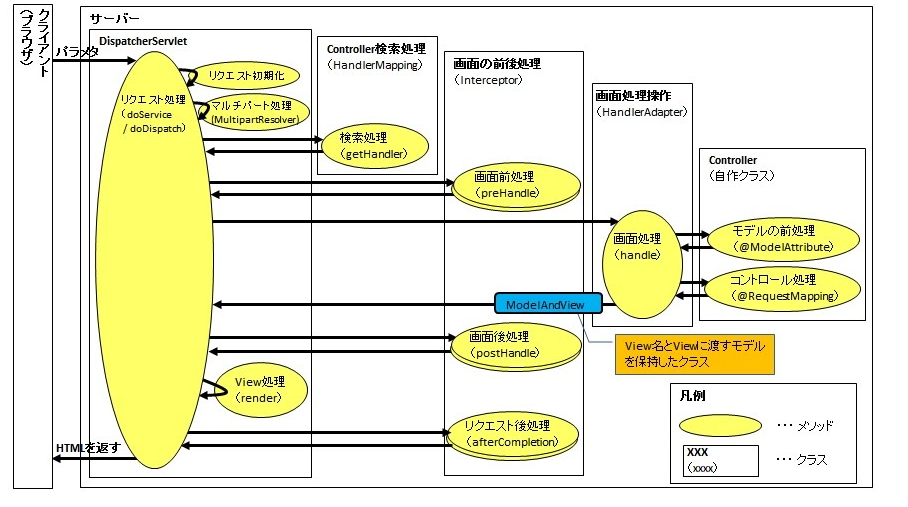 クライアント
(ブラウザ)
サーバー
パラメタ
DispatcherServlet
リクエスト初期化
リクエスト処理
(doService
/ doDispatch)
マルチパート処理
(MultipartResolver)
Controller検索処理
(HandlerMapping)
検索処理
(getHandler)
画面の前後処理
(Interceptor)
画面前処理
(preHandle)
画面処理操作
(HandlerAdapter)
画面処理
(handle)
Controller
(自作クラス)
モデルの前処理
(@ModelAttribute)
コントロール処理
(@RequestMapping)
ModelAndView
View名とViewに渡すモデル
を保持したクラス
画面後処理
(postHandle)
View処理
(render)
リクエスト後処理
(afterCompletion)
HTMLを返す
凡例
・・・メソッド
XXX
(xxxx)
・・・クラス